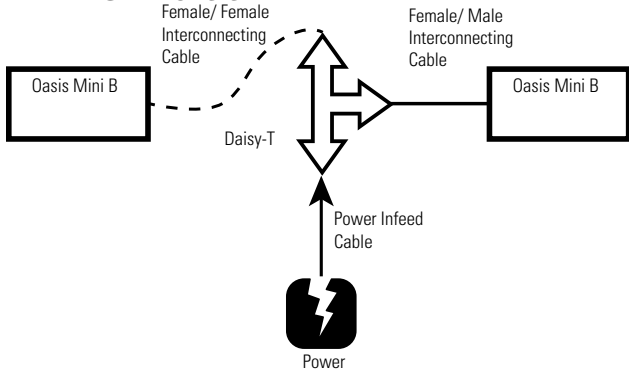 Female/ Female
Interconnecting
Cable
Female/ Male
Interconnecting
Cable
Oasis Mini B
Oasis Mini B
Daisy-T
Power Infeed
Cable
Power